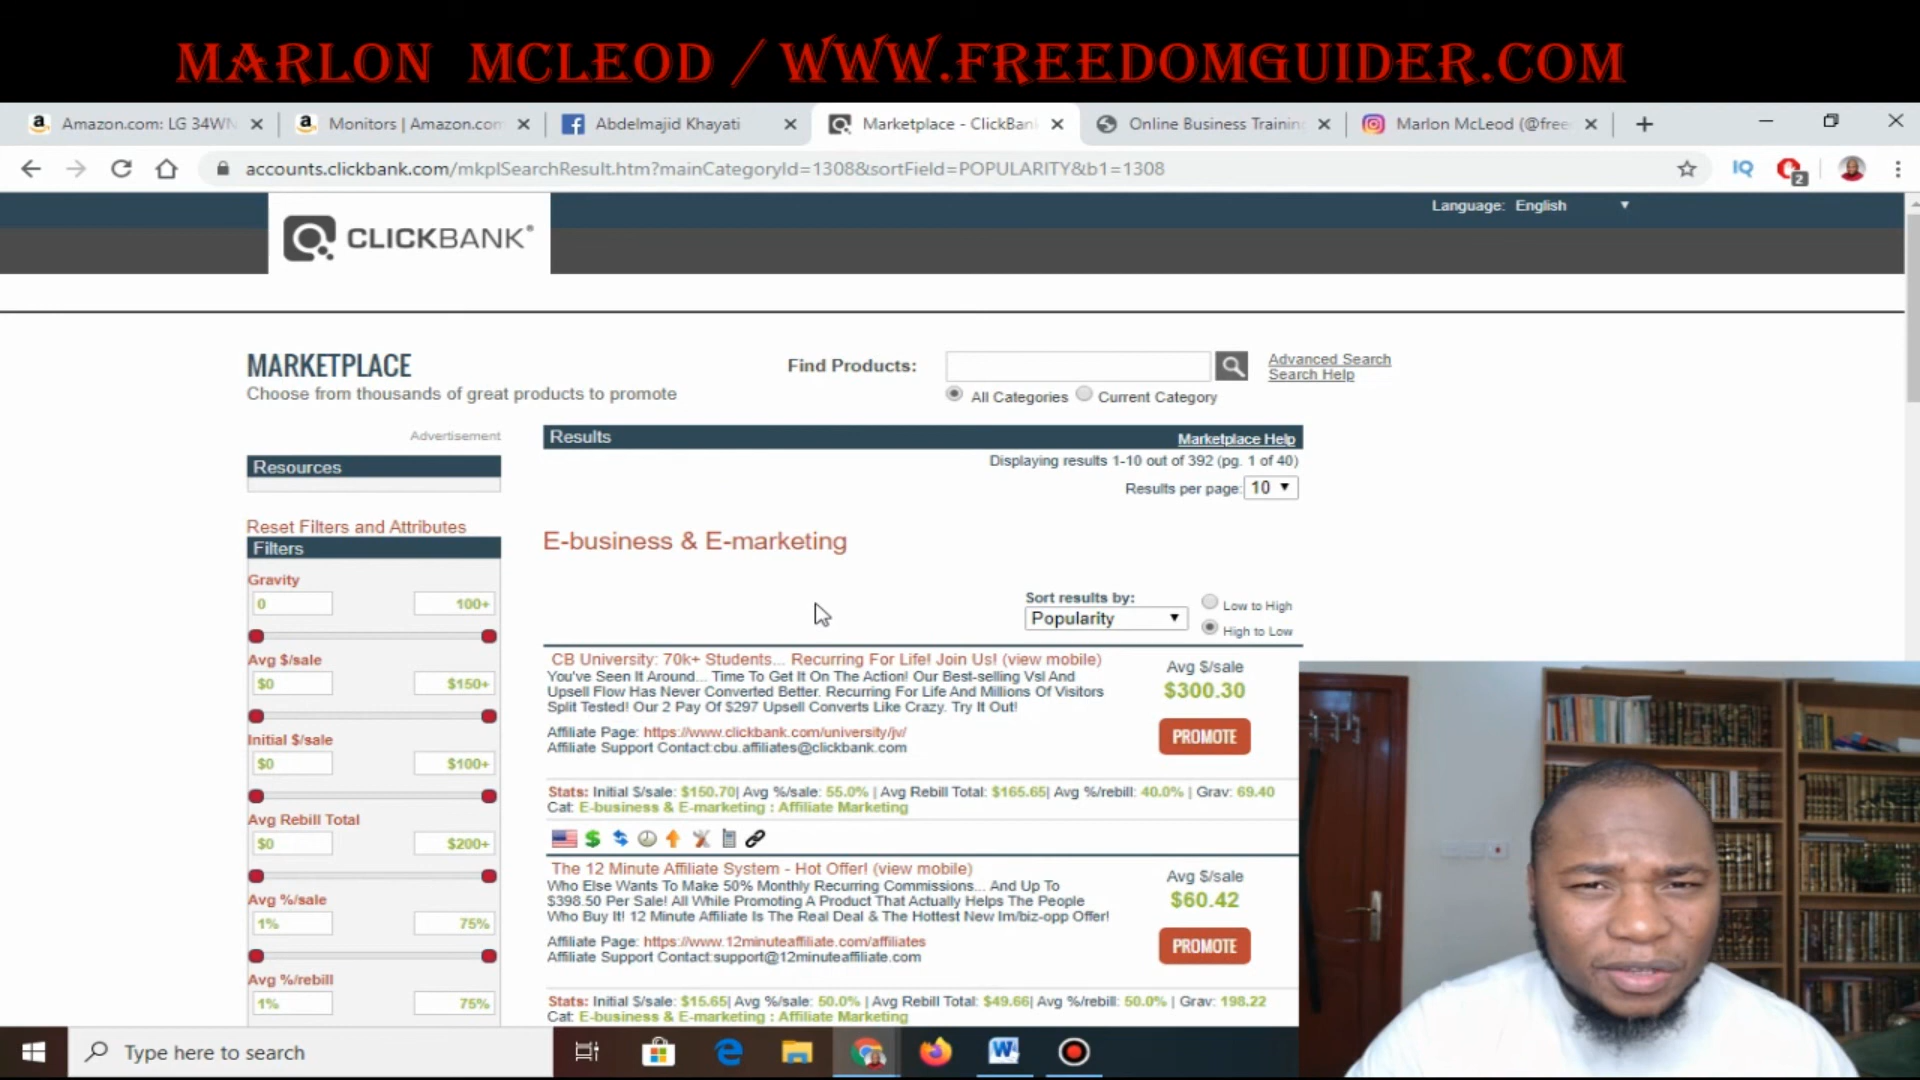 MARLON MCLEOD / WWW.FREEDOMGUIDER.COM
Amazon.com: LG 34WN
Monitors | Amazon.com
Abdelmajid Khayati
Marketplace - ClickBank
Online Business Training
Marlon McLeod (@free
accounts.clickbank.com/mkplSearchResult.htm?mainCategoryId=1308&sortField=POPULARITY&b1=1308
IQ
2
Language: English
CLICKBANK®
MARKETPLACE
Choose from thousands of great products to promote
Find Products:
Advanced Search
Search Help
All Categories
Current Category
Advertisement
Resources
Results
Marketplace Help
Displaying results 1-10 out of 392 (pg. 1 of 40)
Results per page: 10
Reset Filters and Attributes
Filters
Gravity
0
100+
Avg $/sale
$0
$150+
Initial $/sale
$0
$100+
Avg Rebill Total
$0
$200+
Avg %/sale
1%
75%
Avg %/rebill
1%
75%
E-business & E-marketing
Sort results by:
Popularity
Low to High
High to Low
CB University: 70k+ Students... Recurring For Life! Join Us! (view mobile)
You've Seen It Around... Time To Get It On The Action! Our Best-selling Vsl And
Upsell Flow Has Never Converted Better. Recurring For Life And Millions Of Visitors
Split Tested! Our 2 Pay Of $297 Upsell Converts Like Crazy. Try It Out!
Affiliate Page: https://www.clickbank.com/university/jv/
Affiliate Support Contact:cbu.affiliates@clickbank.com
Avg $/sale
$300.30
PROMOTE
Stats: Initial $/sale: $150.70| Avg %/sale: 55.0% | Avg Rebill Total: $165.65| Avg %/rebill: 40.0% | Grav: 69.40
Cat: E-business & E-marketing : Affiliate Marketing
The 12 Minute Affiliate System - Hot Offer! (view mobile)
Who Else Wants To Make 50% Monthly Recurring Commissions... And Up To
$398.50 Per Sale! All While Promoting A Product That Actually Helps The People
Who Buy It! 12 Minute Affiliate Is The Real Deal & The Hottest New Im/biz-opp Offer!
Affiliate Page: https://www.12minuteaffiliate.com/affiliates
Affiliate Support Contact:support@12minuteaffiliate.com
Avg $/sale
$60.42
PROMOTE
Stats: Initial $/sale: $15.65| Avg %/sale: 50.0% | Avg Rebill Total: $49.66| Avg %/rebill: 50.0% | Grav: 198.22
Cat: E-business & E-marketing : Affiliate Marketing
Type here to search